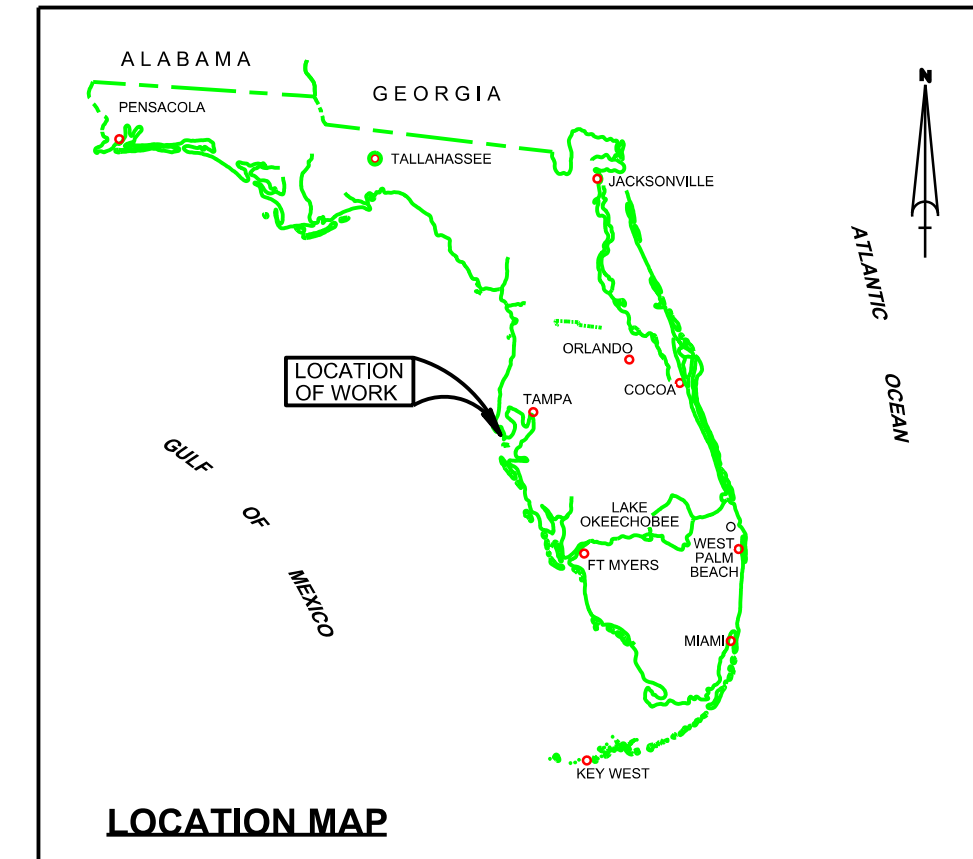 ALABAMA
GEORGIA
N
PENSACOLA
TALLAHASSEE
JACKSONVILLE
ATLANTIC
OCEAN
ORLANDO
LOCATION
OF WORK
COCOA
TAMPA
GULF
OF
MEXICO
LAKE
OKEECHOBEE
WEST
PALM
BEACH
FT MYERS
MIAMI
KEY WEST
LOCATION MAP